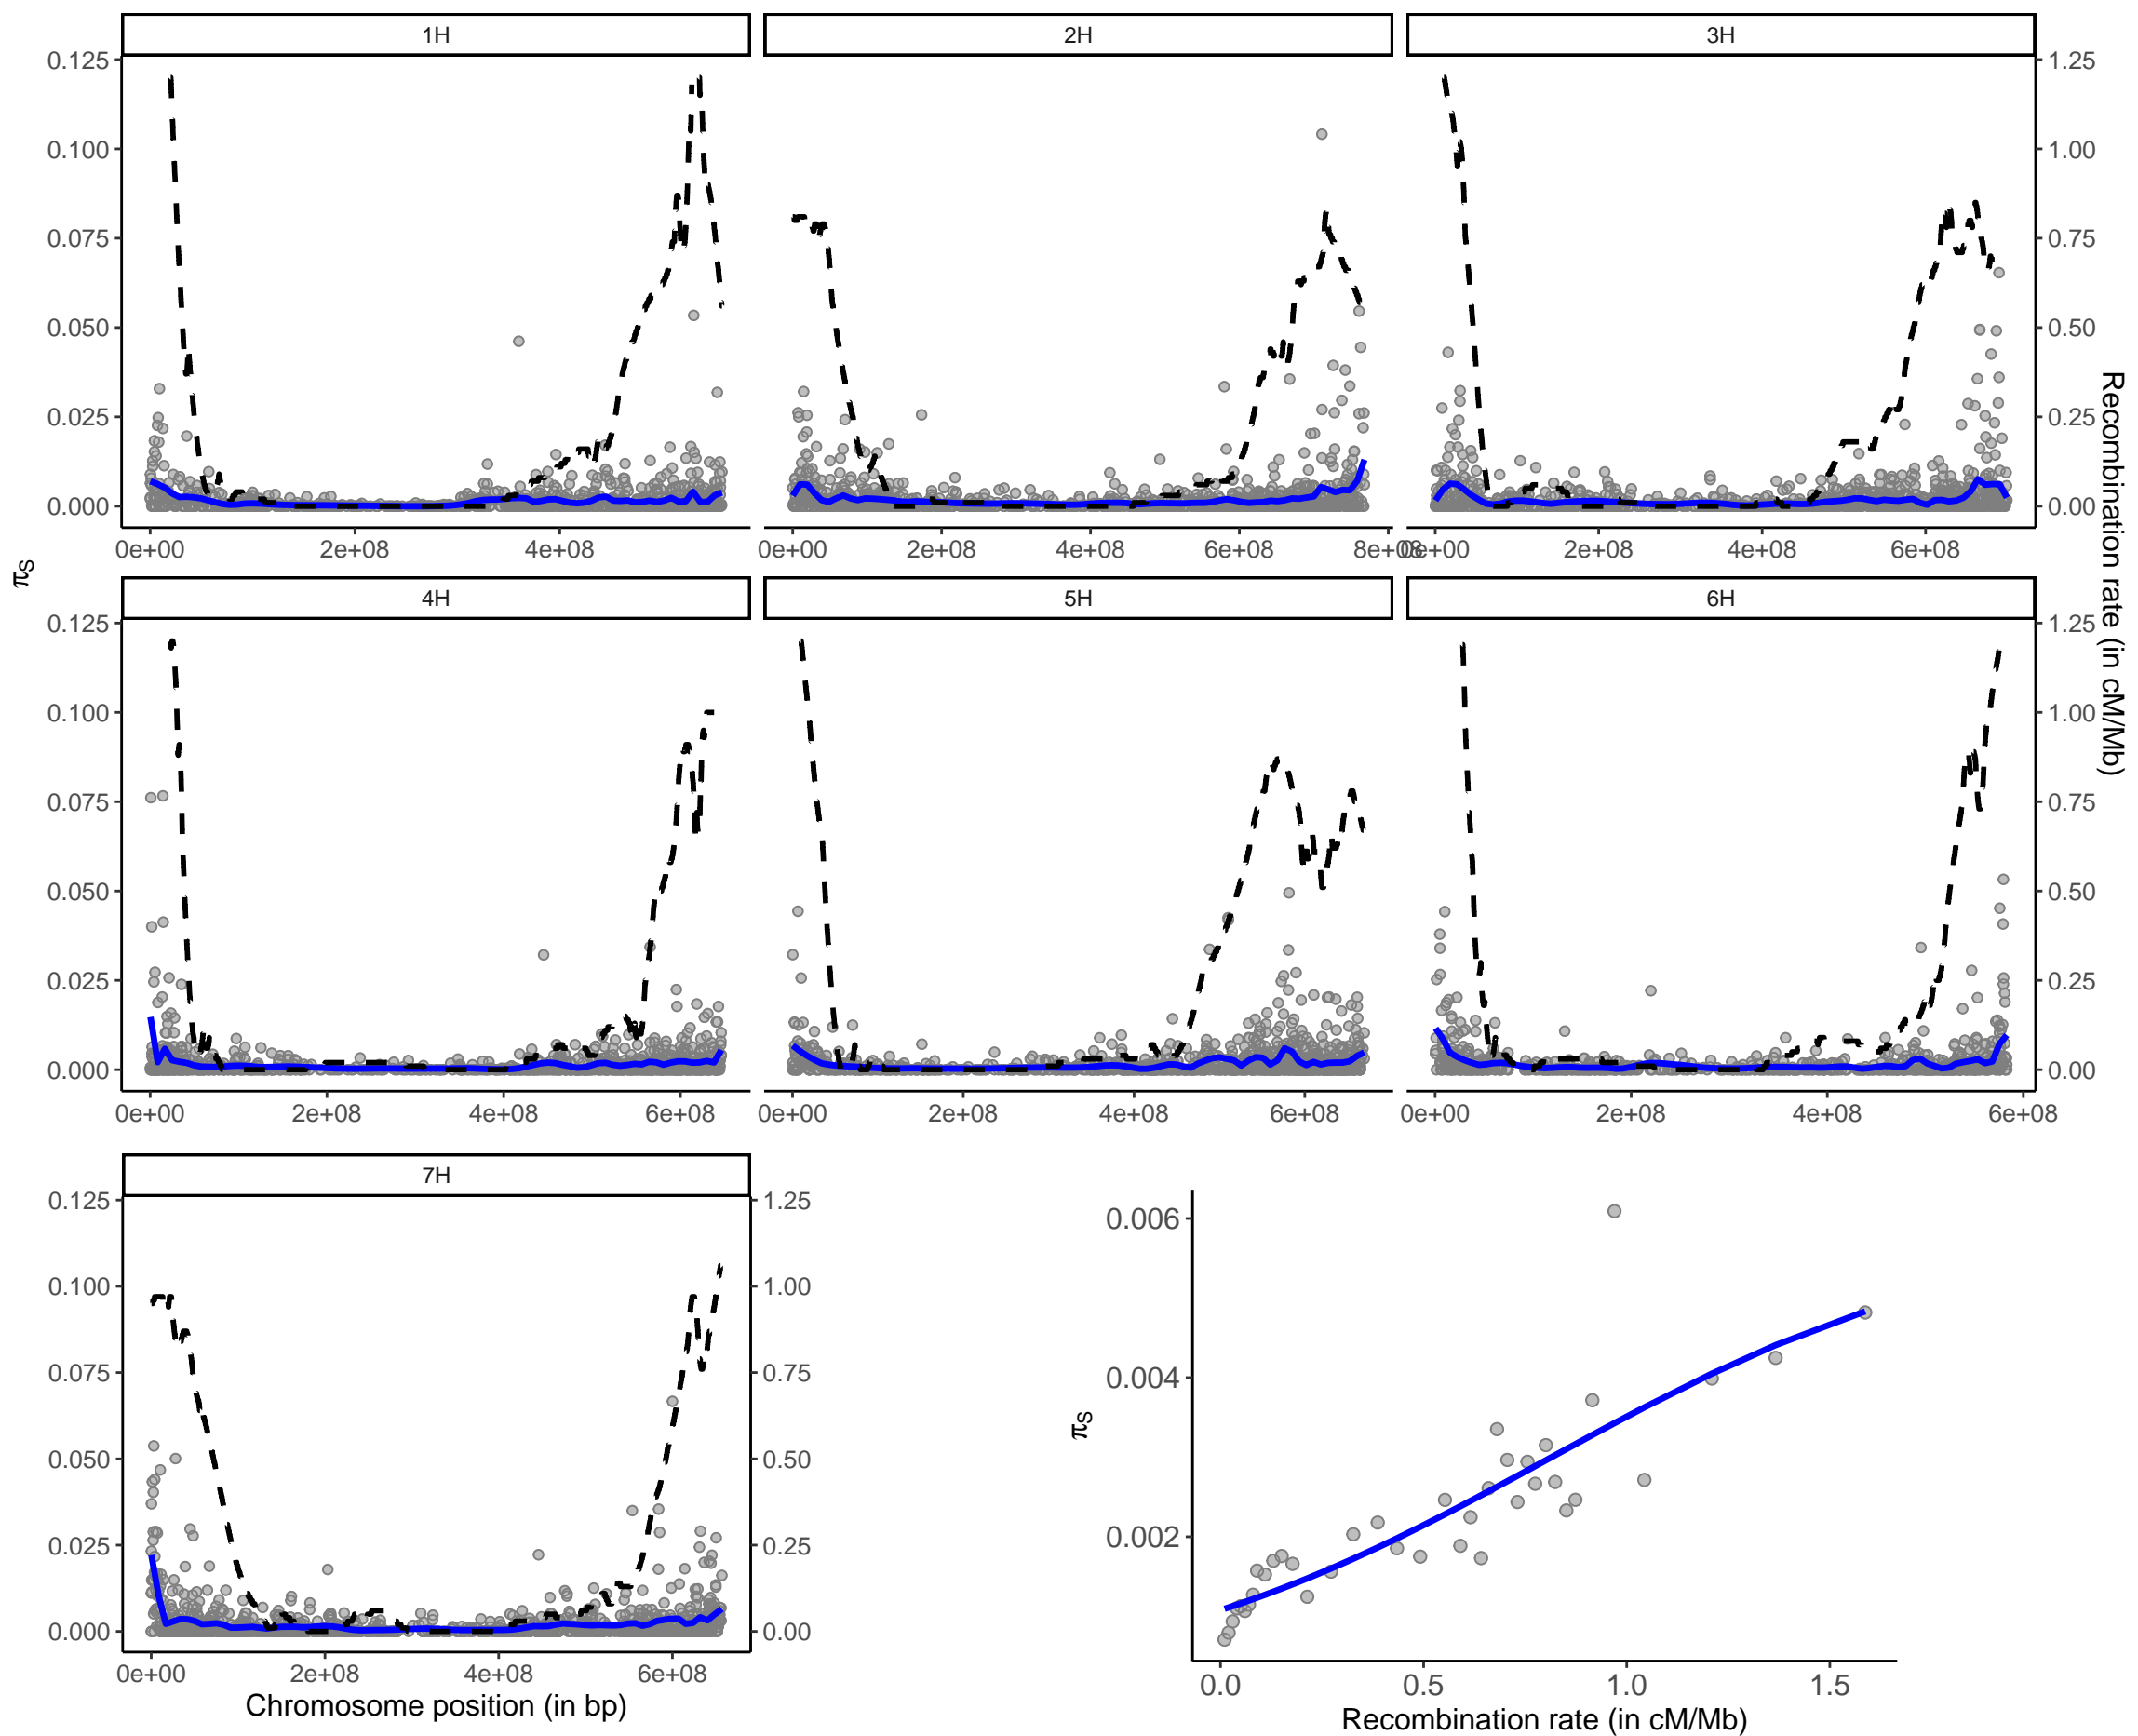 1H
2H
3H
0.125
0.100
0.075
0.050
0.025
0.000
1.25
1.00
0.75
0.50
0.25
0.00
0e+00
2e+08
4e+08
0e+00
2e+08
4e+08
6e+08
8e+08
0e+00
2e+08
4e+08
6e+08
πS
Recombination rate (in cM/Mb)
4H
5H
6H
0.125
0.100
0.075
0.050
0.025
0.000
1.25
1.00
0.75
0.50
0.25
0.00
0e+00
2e+08
4e+08
6e+08
0e+00
2e+08
4e+08
6e+08
0e+00
2e+08
4e+08
6e+08
7H
0.125
0.100
0.075
0.050
0.025
0.000
1.25
1.00
0.75
0.50
0.25
0.00
0e+00
2e+08
4e+08
6e+08
Chromosome position (in bp)
0.006
0.004
0.002
πS
0.0
0.5
1.0
1.5
Recombination rate (in cM/Mb)